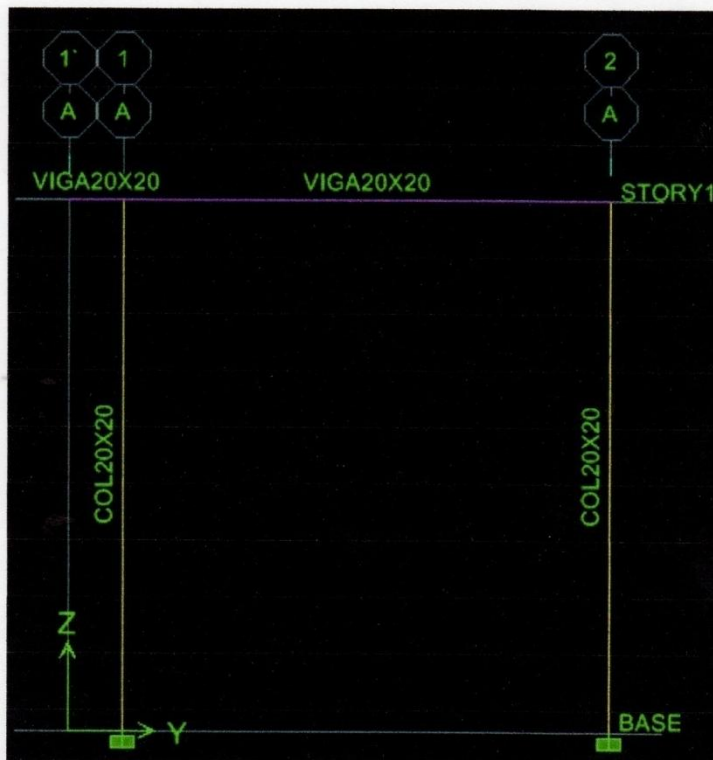 1` 1 2
A A A
VIGA20X20 VIGA20X20
STORY1
COL20X20 COL20X20
Z
Y
BASE